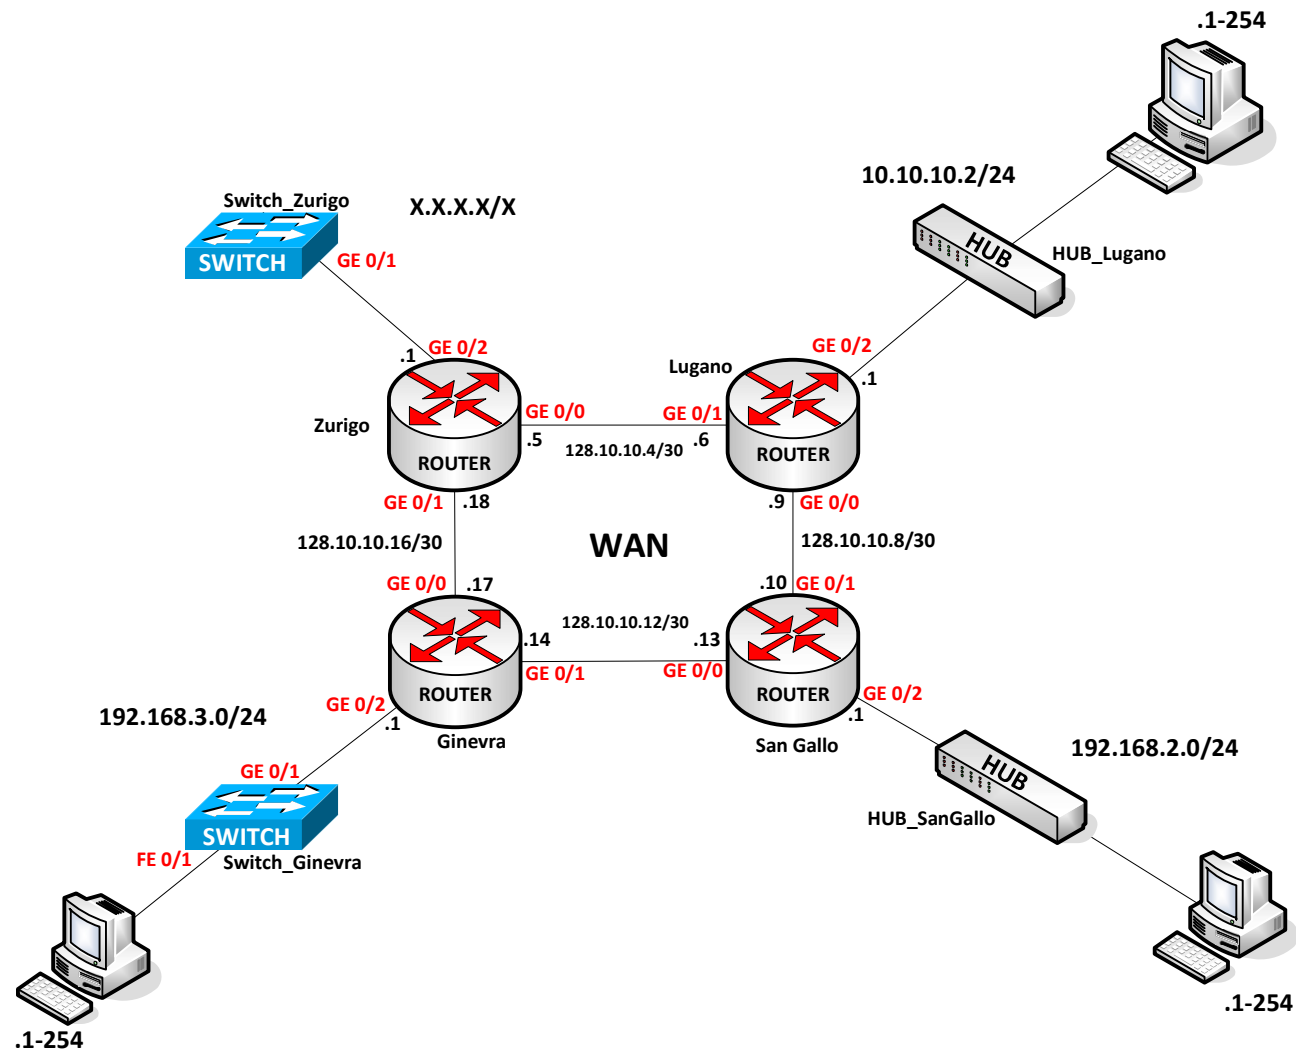 .1-254
10.10.10.2/24
Switch_Zurigo
X.X.X.X/X
HUB
HUB_Lugano
SWITCH
GE 0/1
.1
GE 0/2
Lugano
GE 0/2
.1
Zurigo
GE 0/0
GE 0/1
.5
128.10.10.4/30
.6
ROUTER
ROUTER
GE 0/1
.18
.9
GE 0/0
128.10.10.16/30
WAN
128.10.10.8/30
GE 0/0
.17
.10
GE 0/1
128.10.10.12/30
.14
.13
GE 0/1
GE 0/0
ROUTER
ROUTER
GE 0/2
.1
GE 0/2
.1
192.168.3.0/24
Ginevra
San Gallo
192.168.2.0/24
GE 0/1
HUB
HUB_SanGallo
SWITCH
FE 0/1
Switch_Ginevra
.1-254
.1-254